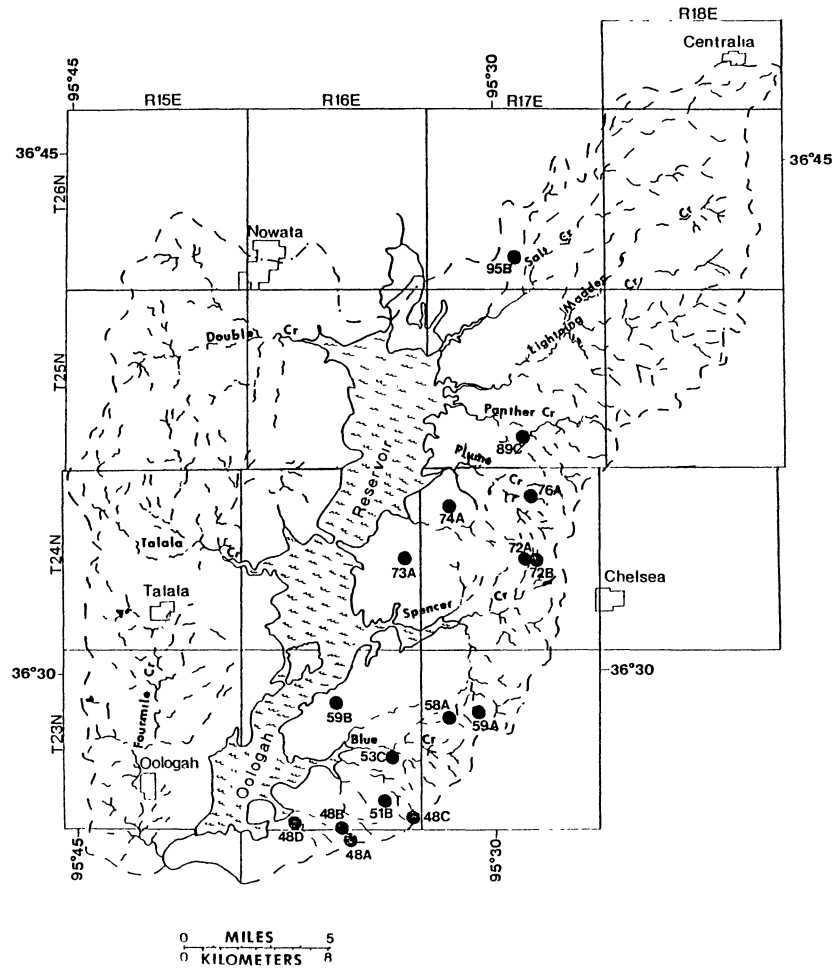 R18E
Centralia
95°45
95°30
R15E
R16E
R17E
36°45
36°45
T26N
Nowata
Cr
Salt Cr
95B
Madden Cr
Lightning
Double Cr
T25N
Panther Cr
89C
Plume
Reservoir
Cr
76A
74A
Talala
Cr
T24N
73A
72A
72B
Chelsea
Talala
Cr
Spencer
36°30
36°30
Fourmile Cr
59B
58A
59A
T23N
Blue Cr
53C
Oologah
Oologah
51B
48B
48C
48D
48A
95°45
95°30
0 MILES 5
0 KILOMETERS 8